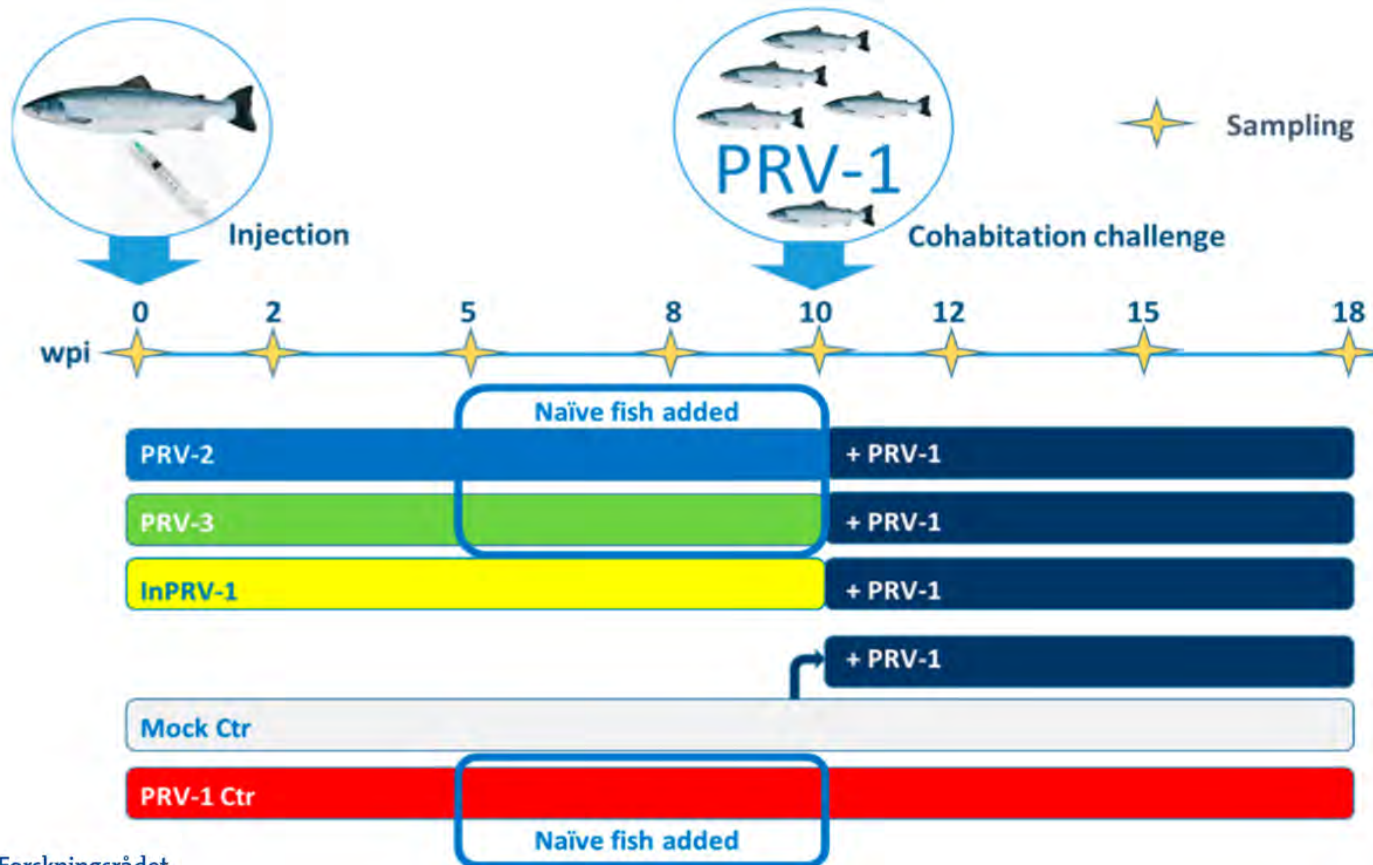 PRV-1
Sampling
Injection
Cohabitation challenge
0 2 5 8 10 12 15 18
wpi
Naïve fish added
PRV-2 + PRV-1
PRV-3 + PRV-1
InPRV-1 + PRV-1
+ PRV-1
Mock Ctr
PRV-1 Ctr
Naïve fish added
Forskningsrådet